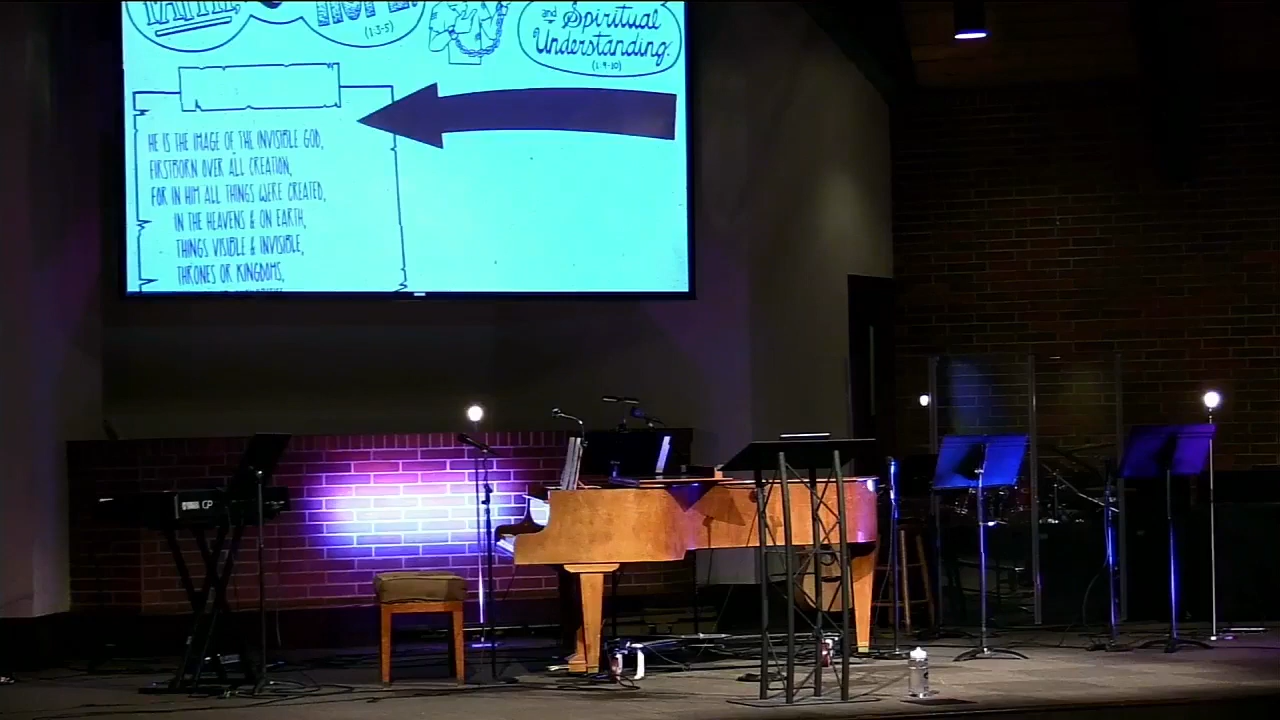 FAITH,
HOPE!
(1:3-5)
and Spiritual
Understanding.
(1:9-10)
HE IS THE IMAGE OF THE INVISIBLE GOD,
FIRSTBORN OVER ALL CREATION,
FOR IN HIM ALL THINGS WERE CREATED,
IN THE HEAVENS & ON EARTH,
THINGS VISIBLE & INVISIBLE,
THRONES OR KINGDOMS,
CP